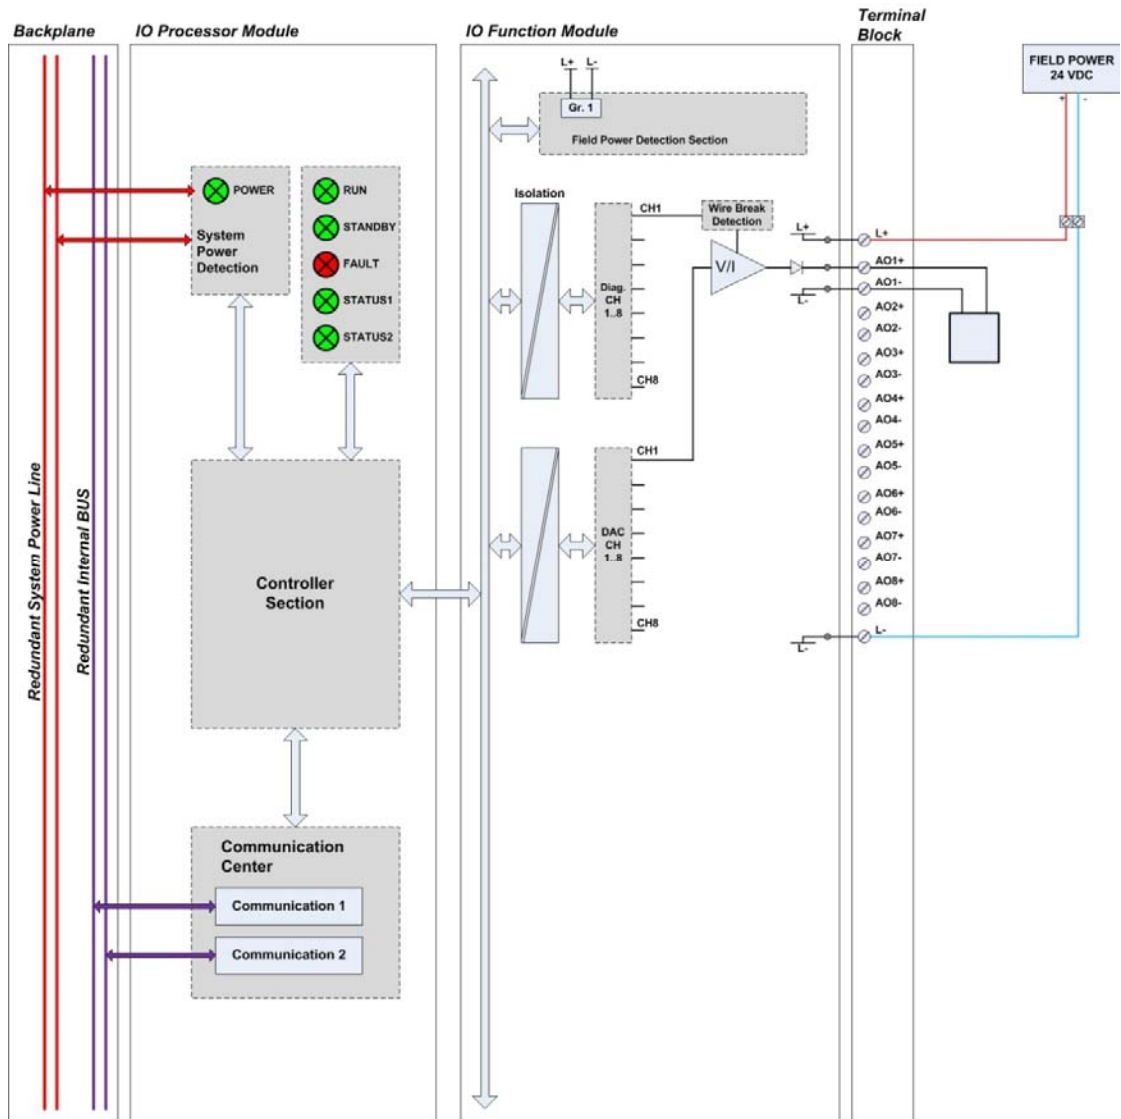 Backplane
IO Processor Module
IO Function Module
Terminal
Block
FIELD POWER
24 VDC
+ -
L+ L-
Gr. 1
Field Power Detection Section
POWER
System
Power
Detection
RUN
STANDBY
FAULT
STATUS1
STATUS2
Isolation
CH1
Diag.
CH
1..8
CH8
Wire Break
Detection
V/I
L+
L-
L+
AO1+
AO1-
AO2+
AO2-
AO3+
AO3-
AO4+
AO4-
AO5+
AO5-
AO6+
AO6-
AO7+
AO7-
AO8+
AO8-
L-
CH1
DAC
CH
1..8
CH8
L-
Redundant System Power Line
Redundant Internal BUS
Controller
Section
Communication
Center
Communication 1
Communication 2